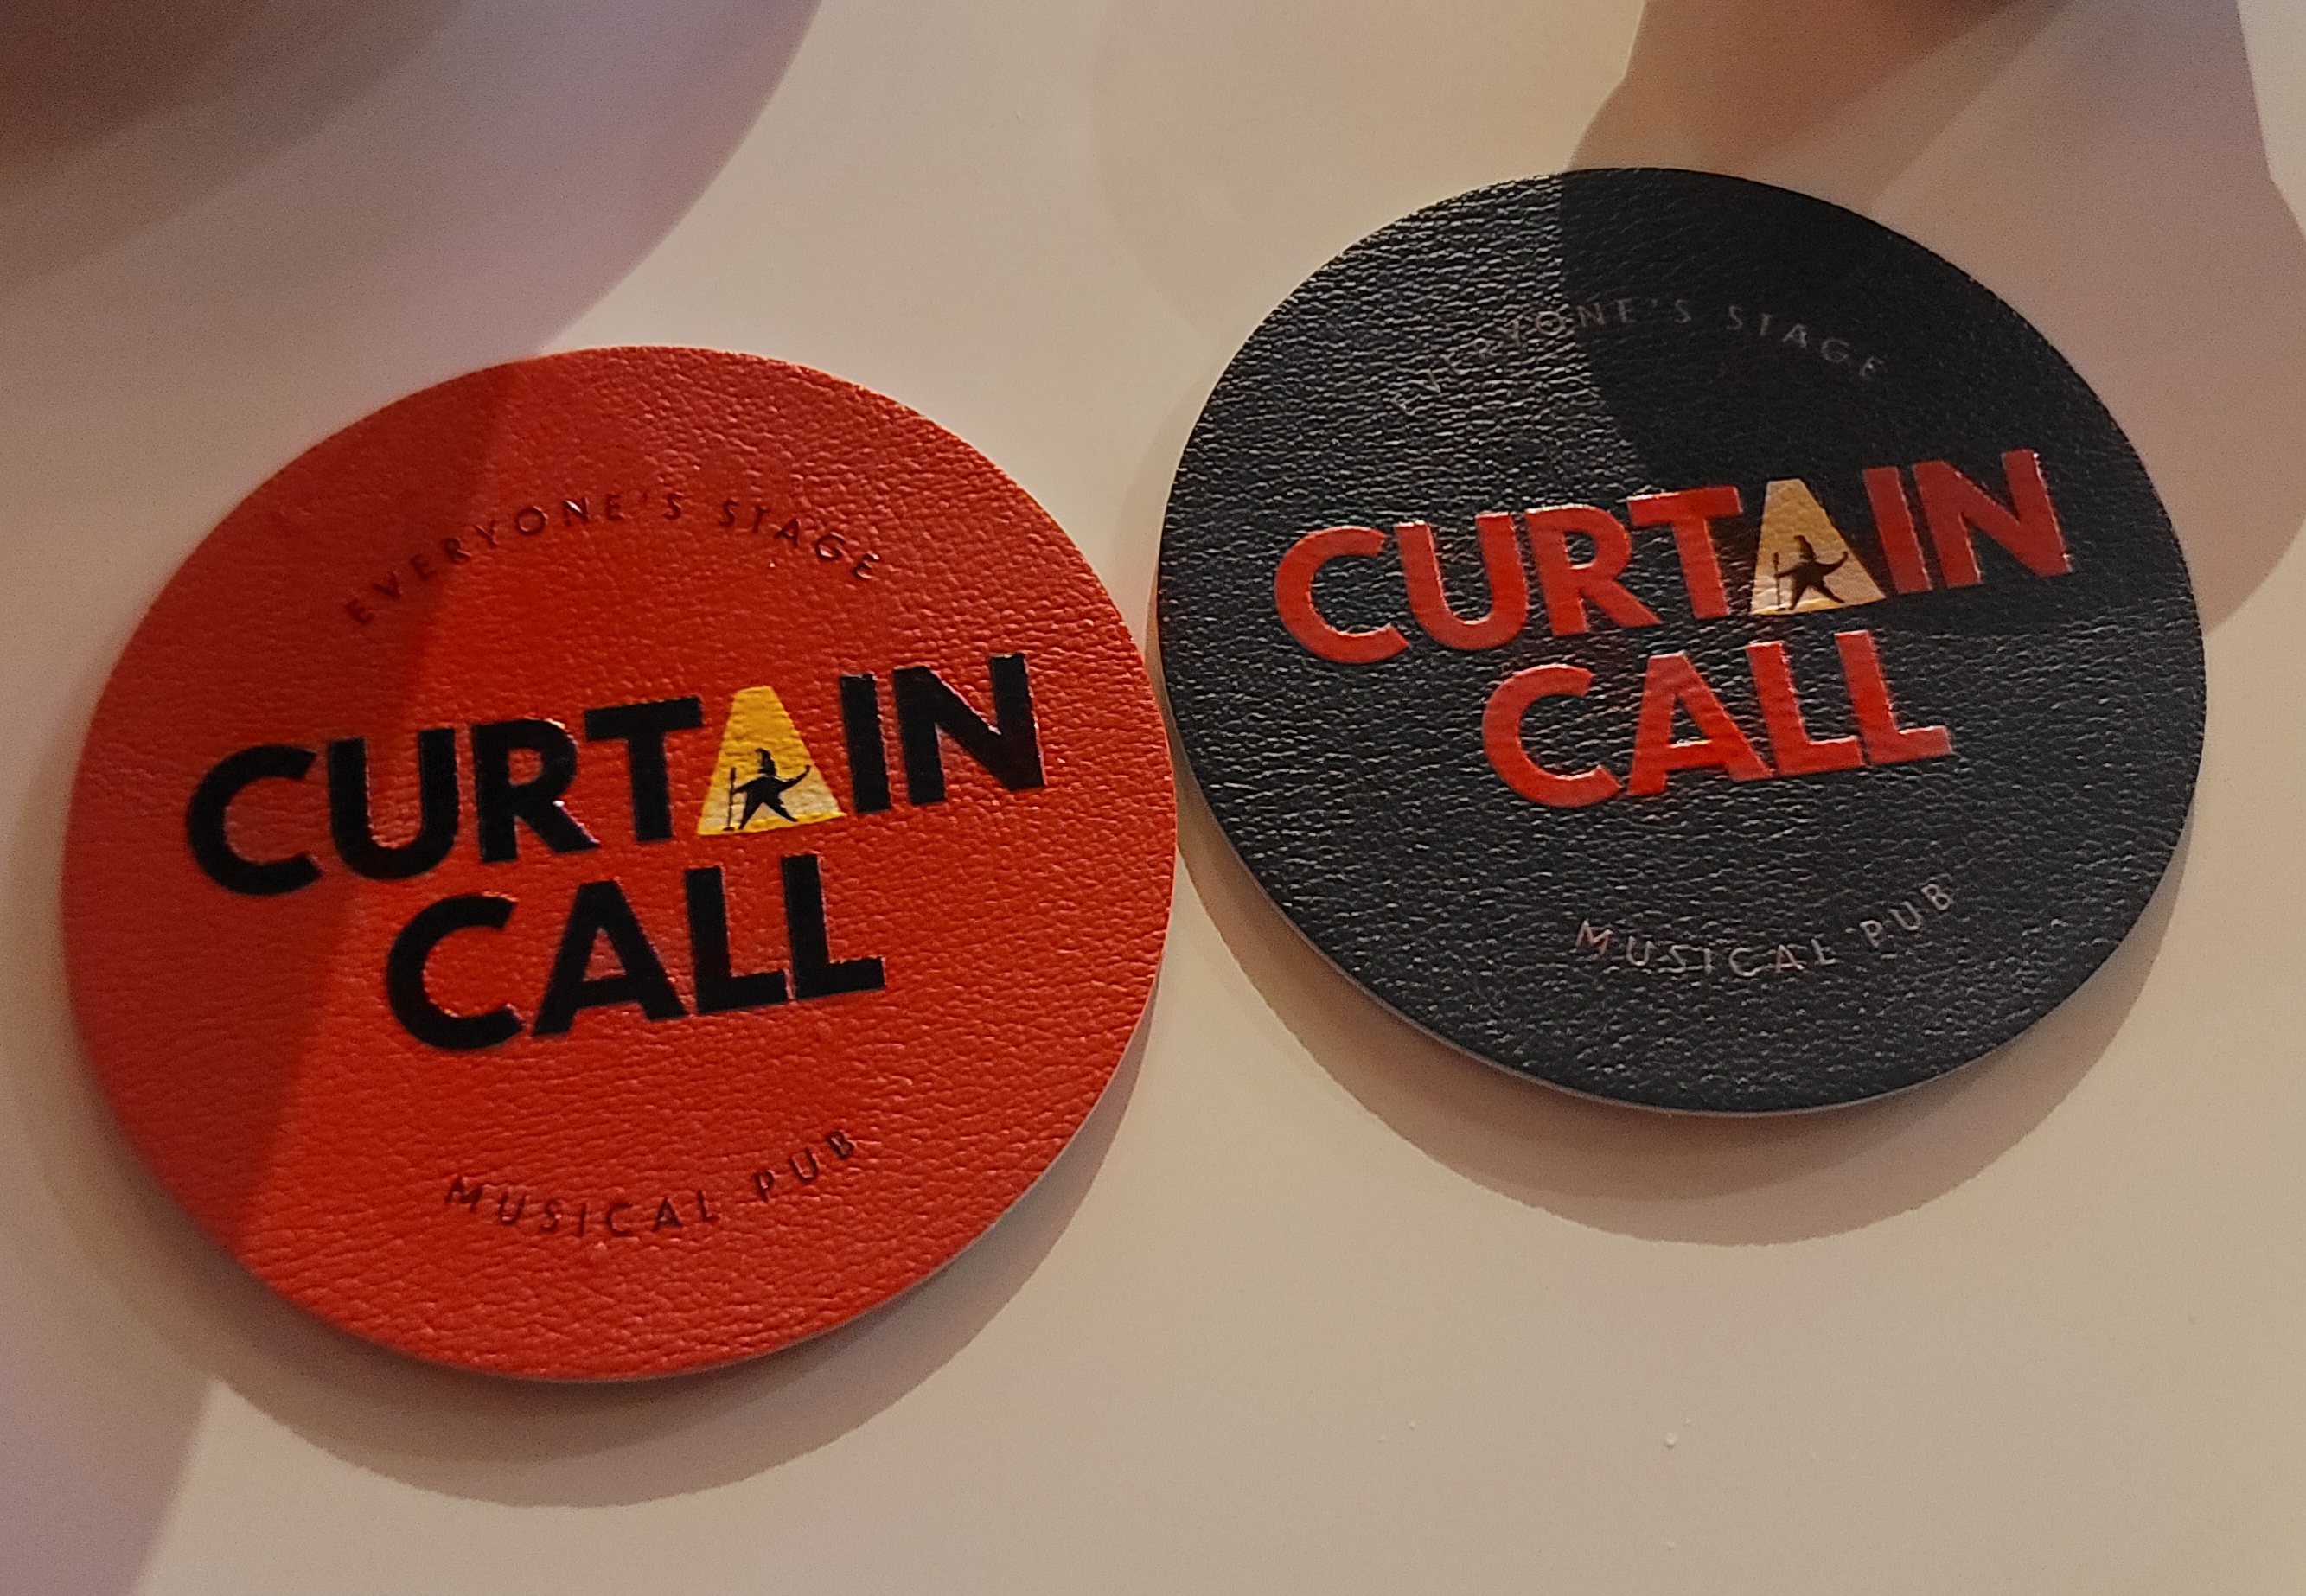 EVERYONE'S STAGE
CURTAIN
CALL
MUSICAL PUB
EVERYONE'S STAGE
CURTAIN
CALL
MUSICAL PUB